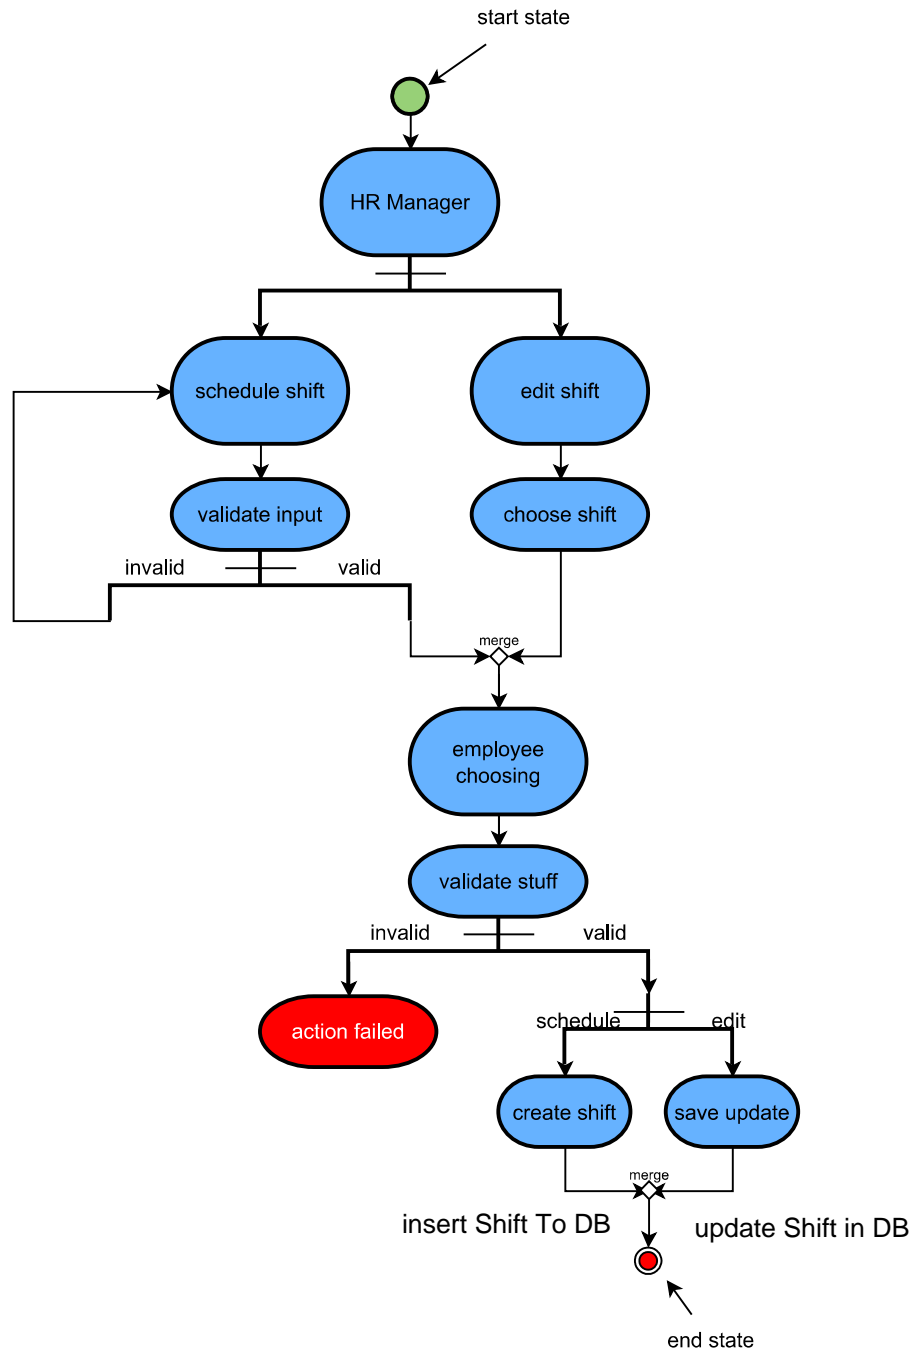 start state
HR Manager
schedule shift
edit shift
validate input
choose shift
invalid
valid
merge
employee
choosing
validate stuff
invalid
valid
action failed
schedule
edit
create shift
save update
merge
insert Shift To DB
update Shift in DB
end state